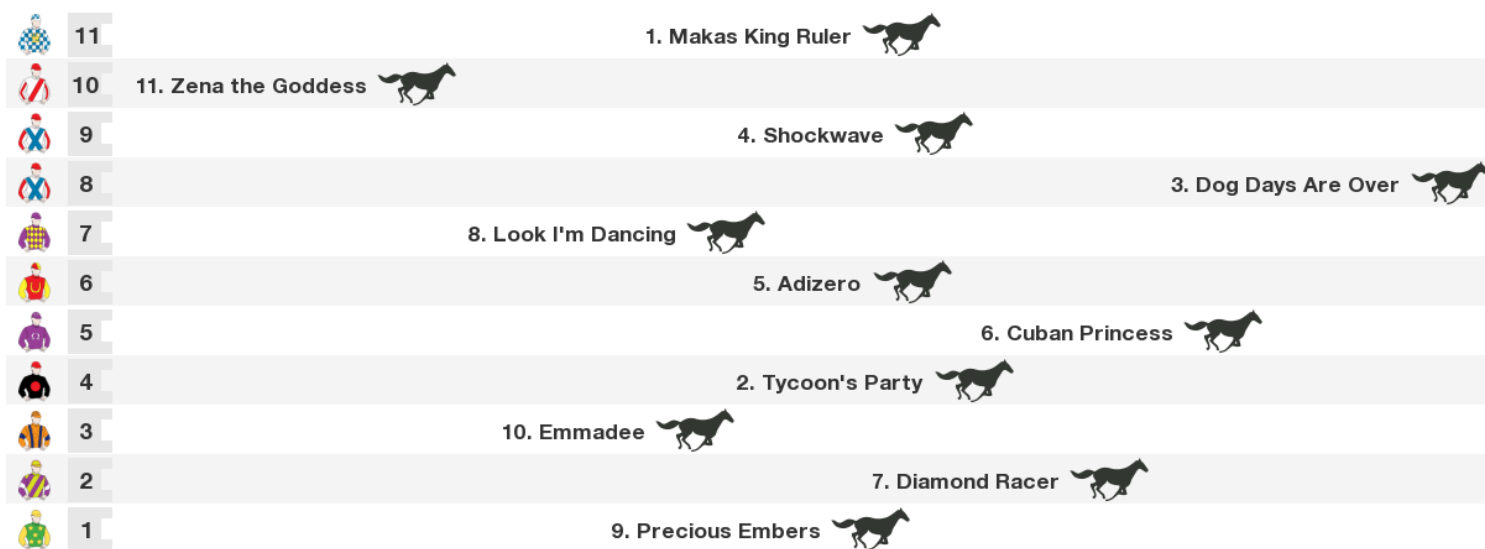 11 1. Makas King Ruler
10 11. Zena the Goddess
9 4. Shockwave
8 3. Dog Days Are Over
7 8. Look I'm Dancing
6 5. Adizero
5 6. Cuban Princess
4 2. Tycoon's Party
3 10. Emmadee
2 7. Diamond Racer
1 9. Precious Embers